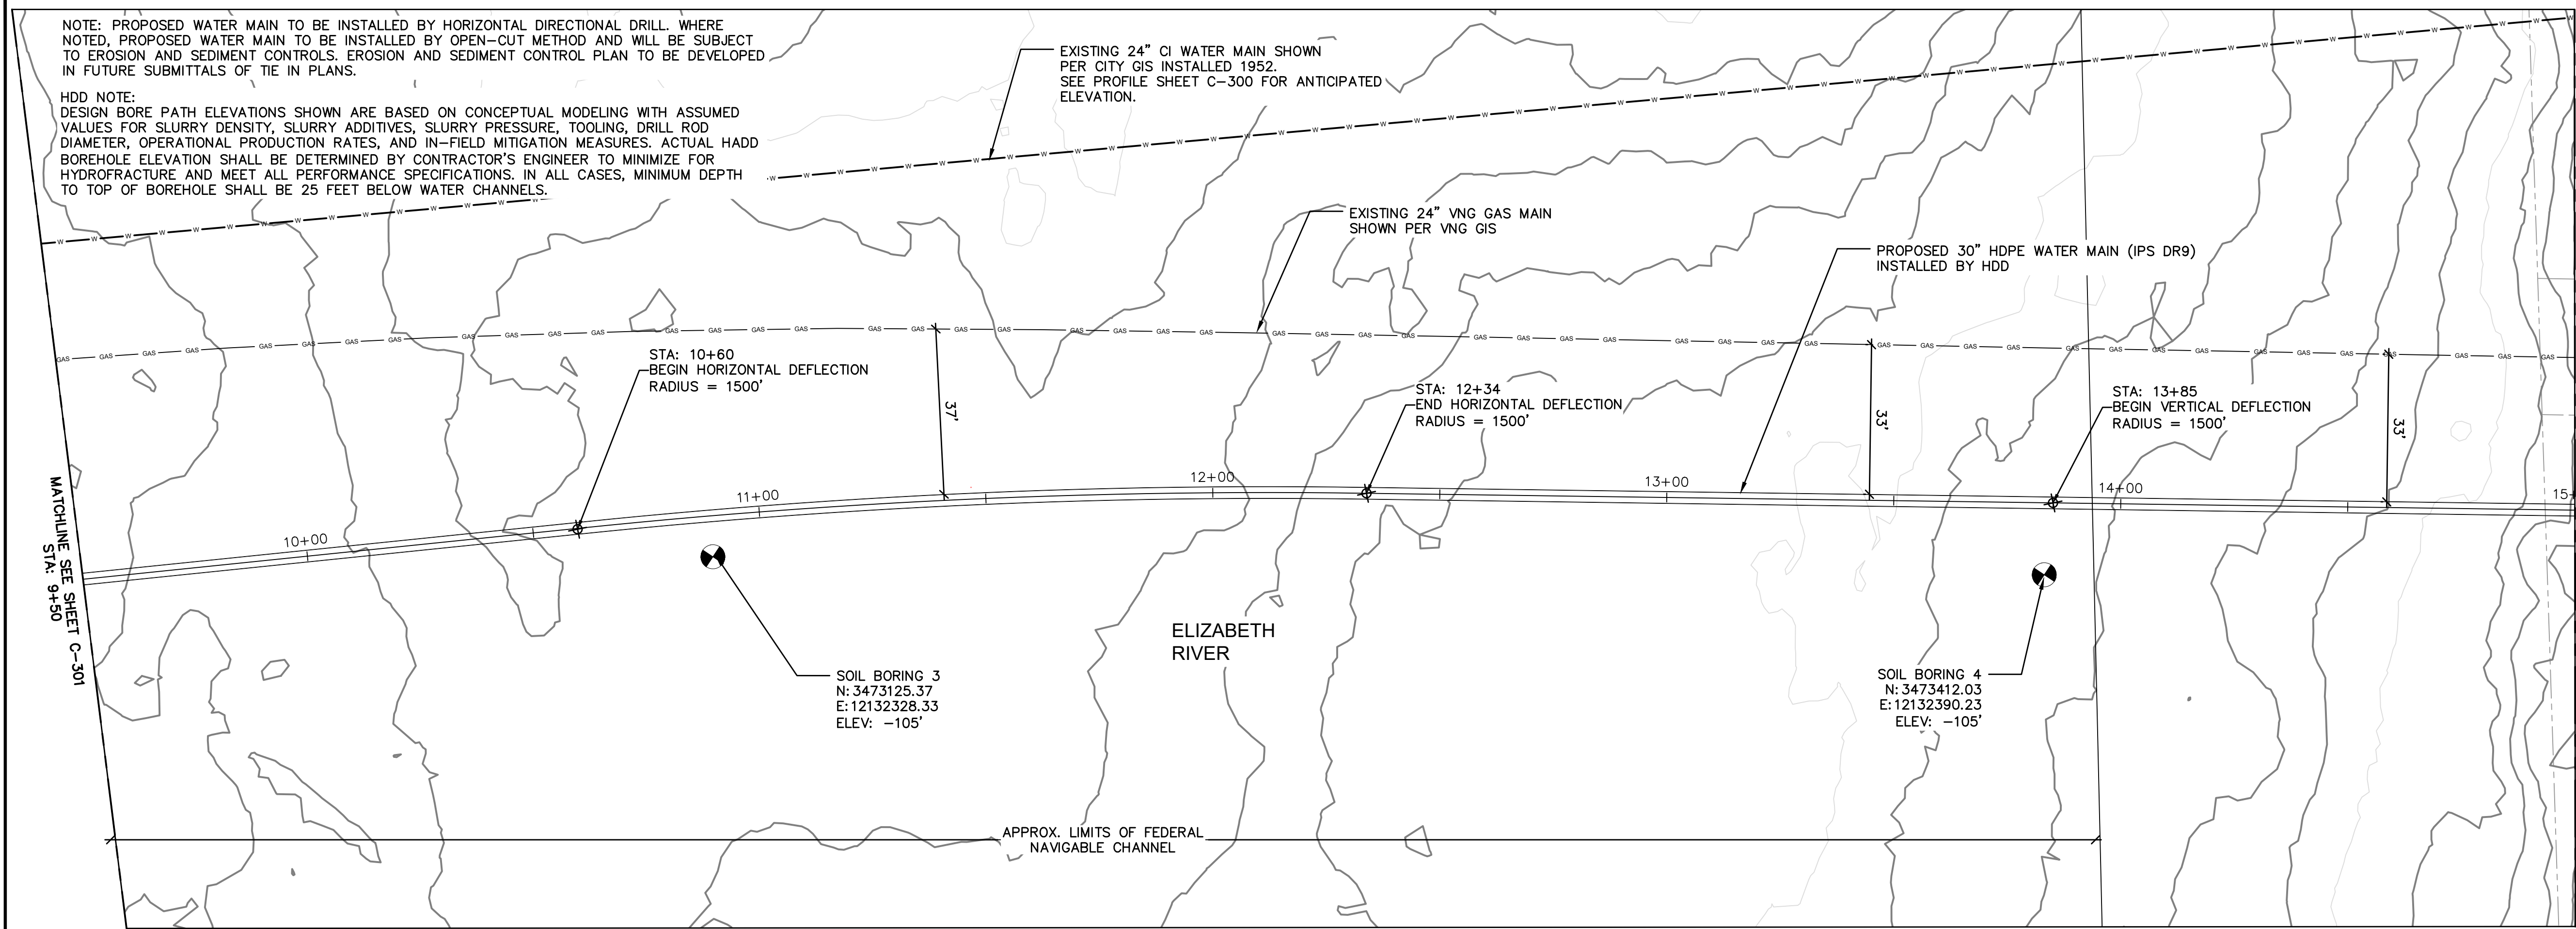 NOTE: PROPOSED WATER MAIN TO BE INSTALLED BY HORIZONTAL DIRECTIONAL DRILL. WHERE
NOTED, PROPOSED WATER MAIN TO BE INSTALLED BY OPEN-CUT METHOD AND WILL BE SUBJECT
TO EROSION AND SEDIMENT CONTROLS. EROSION AND SEDIMENT CONTROL PLAN TO BE DEVELOPED
IN FUTURE SUBMITTALS OF TIE IN PLANS.
HDD NOTE:
DESIGN BORE PATH ELEVATIONS SHOWN ARE BASED ON CONCEPTUAL MODELING WITH ASSUMED
VALUES FOR SLURRY DENSITY, SLURRY ADDITIVES, SLURRY PRESSURE, TOOLING, DRILL ROD
DIAMETER, OPERATIONAL PRODUCTION RATES, AND IN-FIELD MITIGATION MEASURES. ACTUAL HADD
BOREHOLE ELEVATION SHALL BE DETERMINED BY CONTRACTOR'S ENGINEER TO MINIMIZE FOR
HYDROFRACTURE AND MEET ALL PERFORMANCE SPECIFICATIONS. IN ALL CASES, MINIMUM DEPTH
TO TOP OF BOREHOLE SHALL BE 25 FEET BELOW WATER CHANNELS.
EXISTING 24" CI WATER MAIN SHOWN
PER CITY GIS INSTALLED 1952.
SEE PROFILE SHEET C-300 FOR ANTICIPATED
ELEVATION.
EXISTING 24" VNG GAS MAIN
SHOWN PER VNG GIS
PROPOSED 30" HDPE WATER MAIN (IPS DR9)
INSTALLED BY HDD
STA: 10+60
BEGIN HORIZONTAL DEFLECTION
RADIUS = 1500'
37'
STA: 12+34
END HORIZONTAL DEFLECTION
RADIUS = 1500'
33'
STA: 13+85
BEGIN VERTICAL DEFLECTION
RADIUS = 1500'
33'
10+00
11+00
12+00
13+00
14+00
15+
MATCHLINE SEE SHEET C-301
STA: 9+50
ELIZABETH
RIVER
SOIL BORING 3
N:3473125.37
E:12132328.33
ELEV: -105'
SOIL BORING 4
N:3473412.03
E:12132390.23
ELEV: -105'
APPROX. LIMITS OF FEDERAL
NAVIGABLE CHANNEL